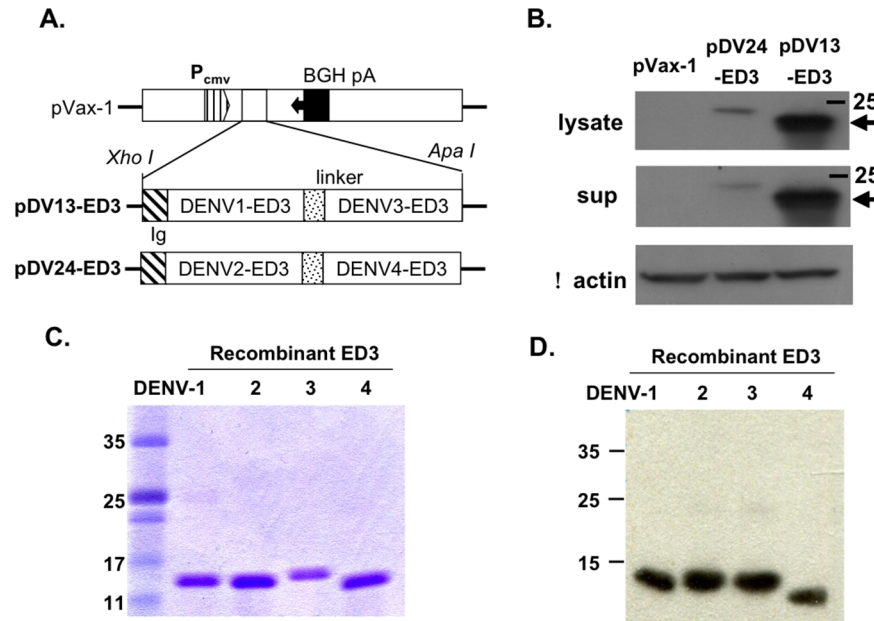 A.
P cmv
BGH pA
pVax-1
Xho I
Apa I
linker
pDV13-ED3
DENV1-ED3
DENV3-ED3
Ig
pDV24-ED3
DENV2-ED3
DENV4-ED3
B.
pVax-1
pDV24
-ED3
pDV13
-ED3
lysate
25
sup
25
! actin
C.
Recombinant ED3
DENV-1 2 3 4
35
25
17
11
D.
Recombinant ED3
DENV-1 2 3 4
35
25
15